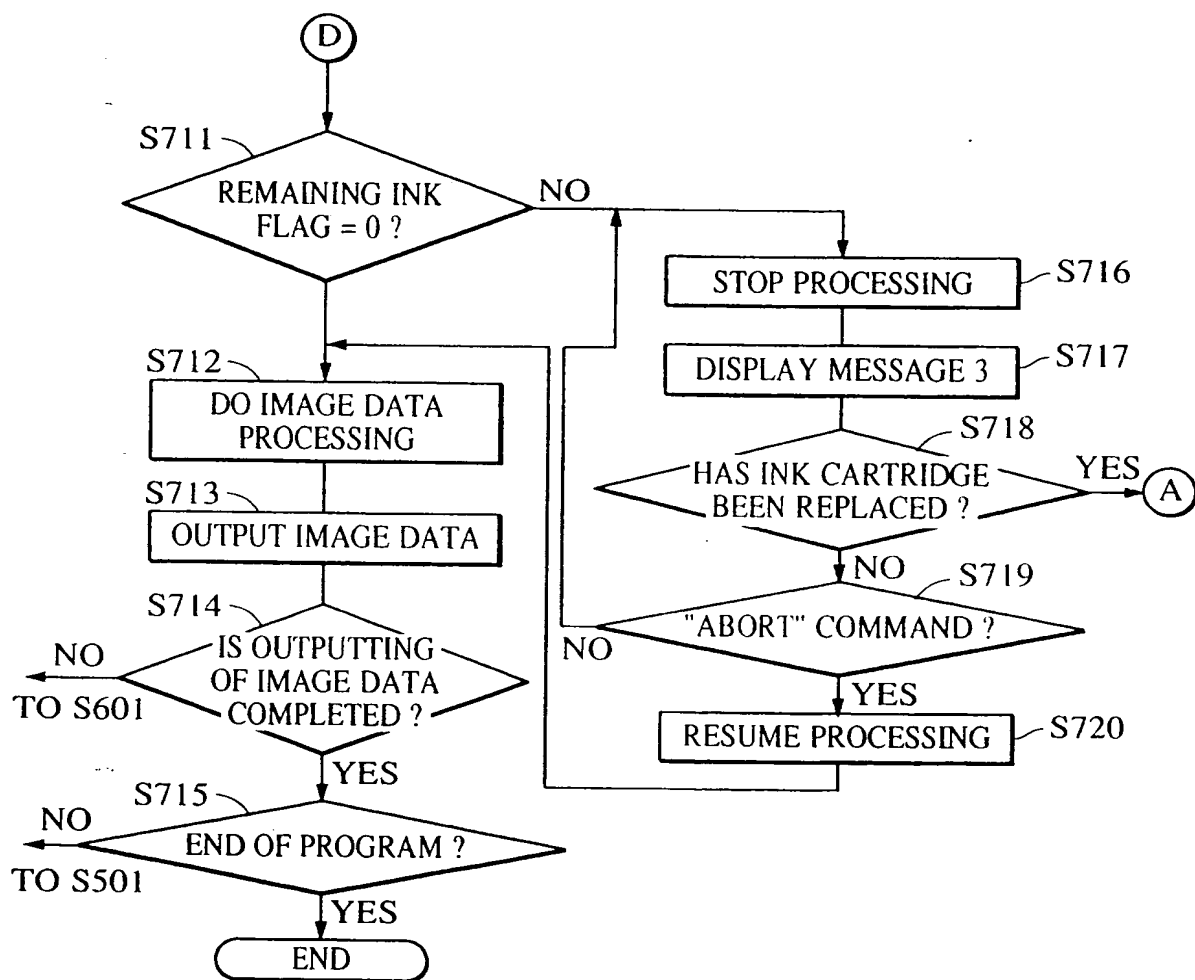 D
S711
REMAINING INK
FLAG = 0 ?
NO
S712
DO IMAGE DATA
PROCESSING
S713
OUTPUT IMAGE DATA
S714
IS OUTPUTTING
OF IMAGE DATA
COMPLETED ?
NO
TO S601
YES
S715
END OF PROGRAM ?
NO
TO S501
YES
END
STOP PROCESSING
S716
DISPLAY MESSAGE 3
S717
S718
HAS INK CARTRIDGE
BEEN REPLACED ?
YES
A
NO
S719
"ABORT" COMMAND ?
NO
YES
RESUME PROCESSING
S720